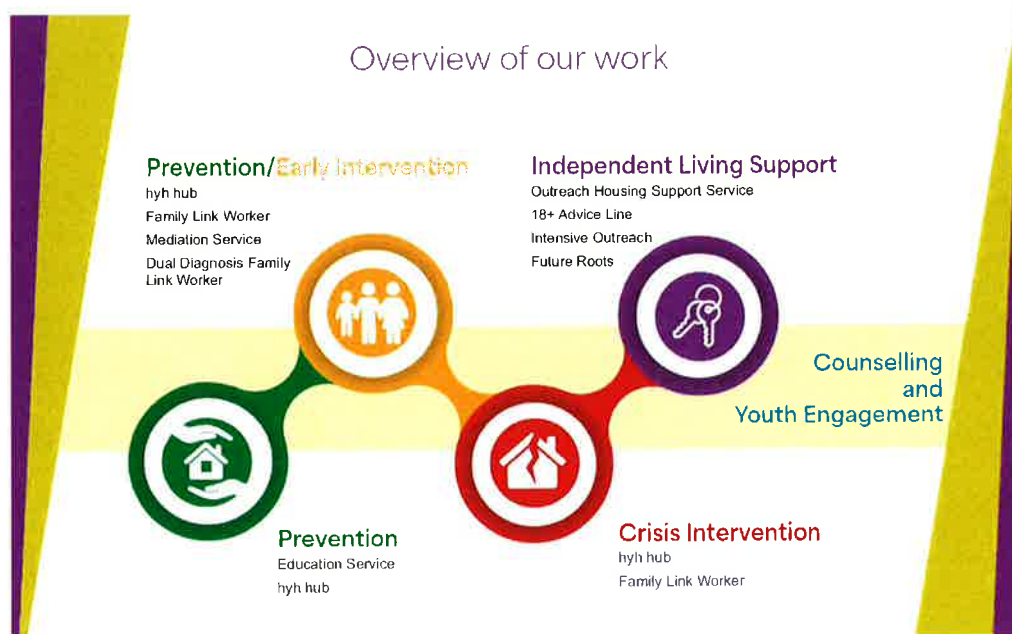 Overview of our work
Prevention/Early Intervention
hyh hub
Family Link Worker
Mediation Service
Dual Diagnosis Family
Link Worker
Independent Living Support
Outreach Housing Support Service
18+ Advice Line
Intensive Outreach
Future Roots
Counselling
and
Youth Engagement
Prevention
Education Service
hyh hub
Crisis Intervention
hyh hub
Family Link Worker